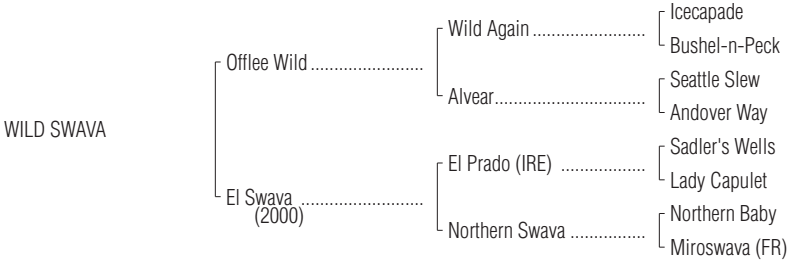 Icecapade
Wild Again
Bushel-n-Peck
Offlee Wild
Seattle Slew
Alvear
Andover Way
WILD SWAVA
Sadler's Wells
El Prado (IRE)
Lady Capulet
El Swava
(2000)
Northern Baby
Northern Swava
Miroswava (FR)